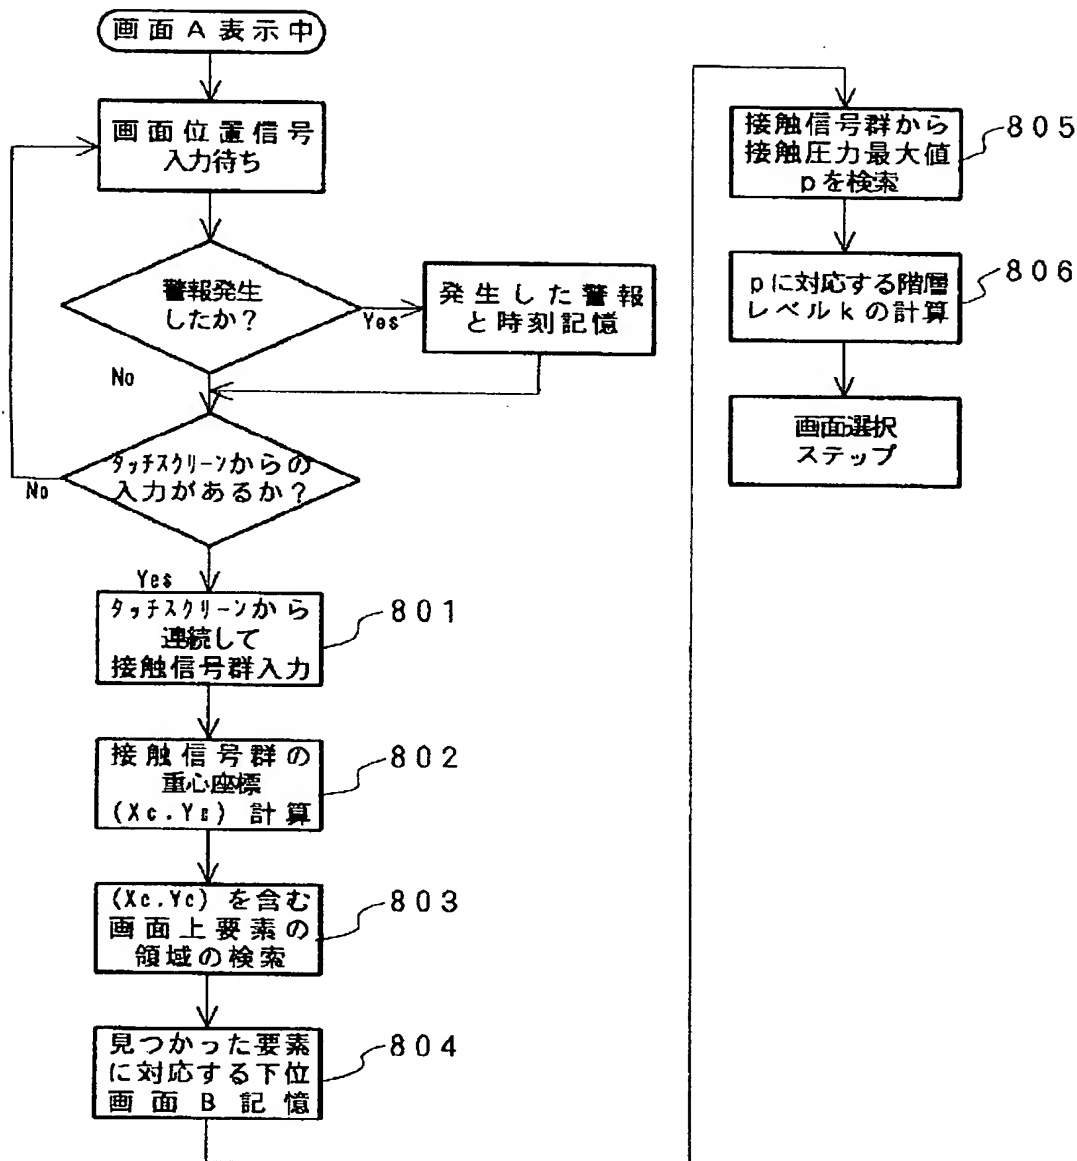 画面A表示中
画面位置信号
入力待ち
警報発生
したか？
Yes
発生した警報
と時刻記憶
No
タッチスクリーンからの
入力があるか？
No
Yes
タッチスクリーンから
連続して
接触信号群入力
801
接触信号群の
重心座標
(Xc.Yc)計算
802
(Xc.Yc)を含む
画面上要素の
領域の検索
803
見つかった要素
に対応する下位
画面B記憶
804
接触信号群から
接触圧力最大値
pを検索
805
pに対応する階層
レベルkの計算
806
画面選択
ステップ